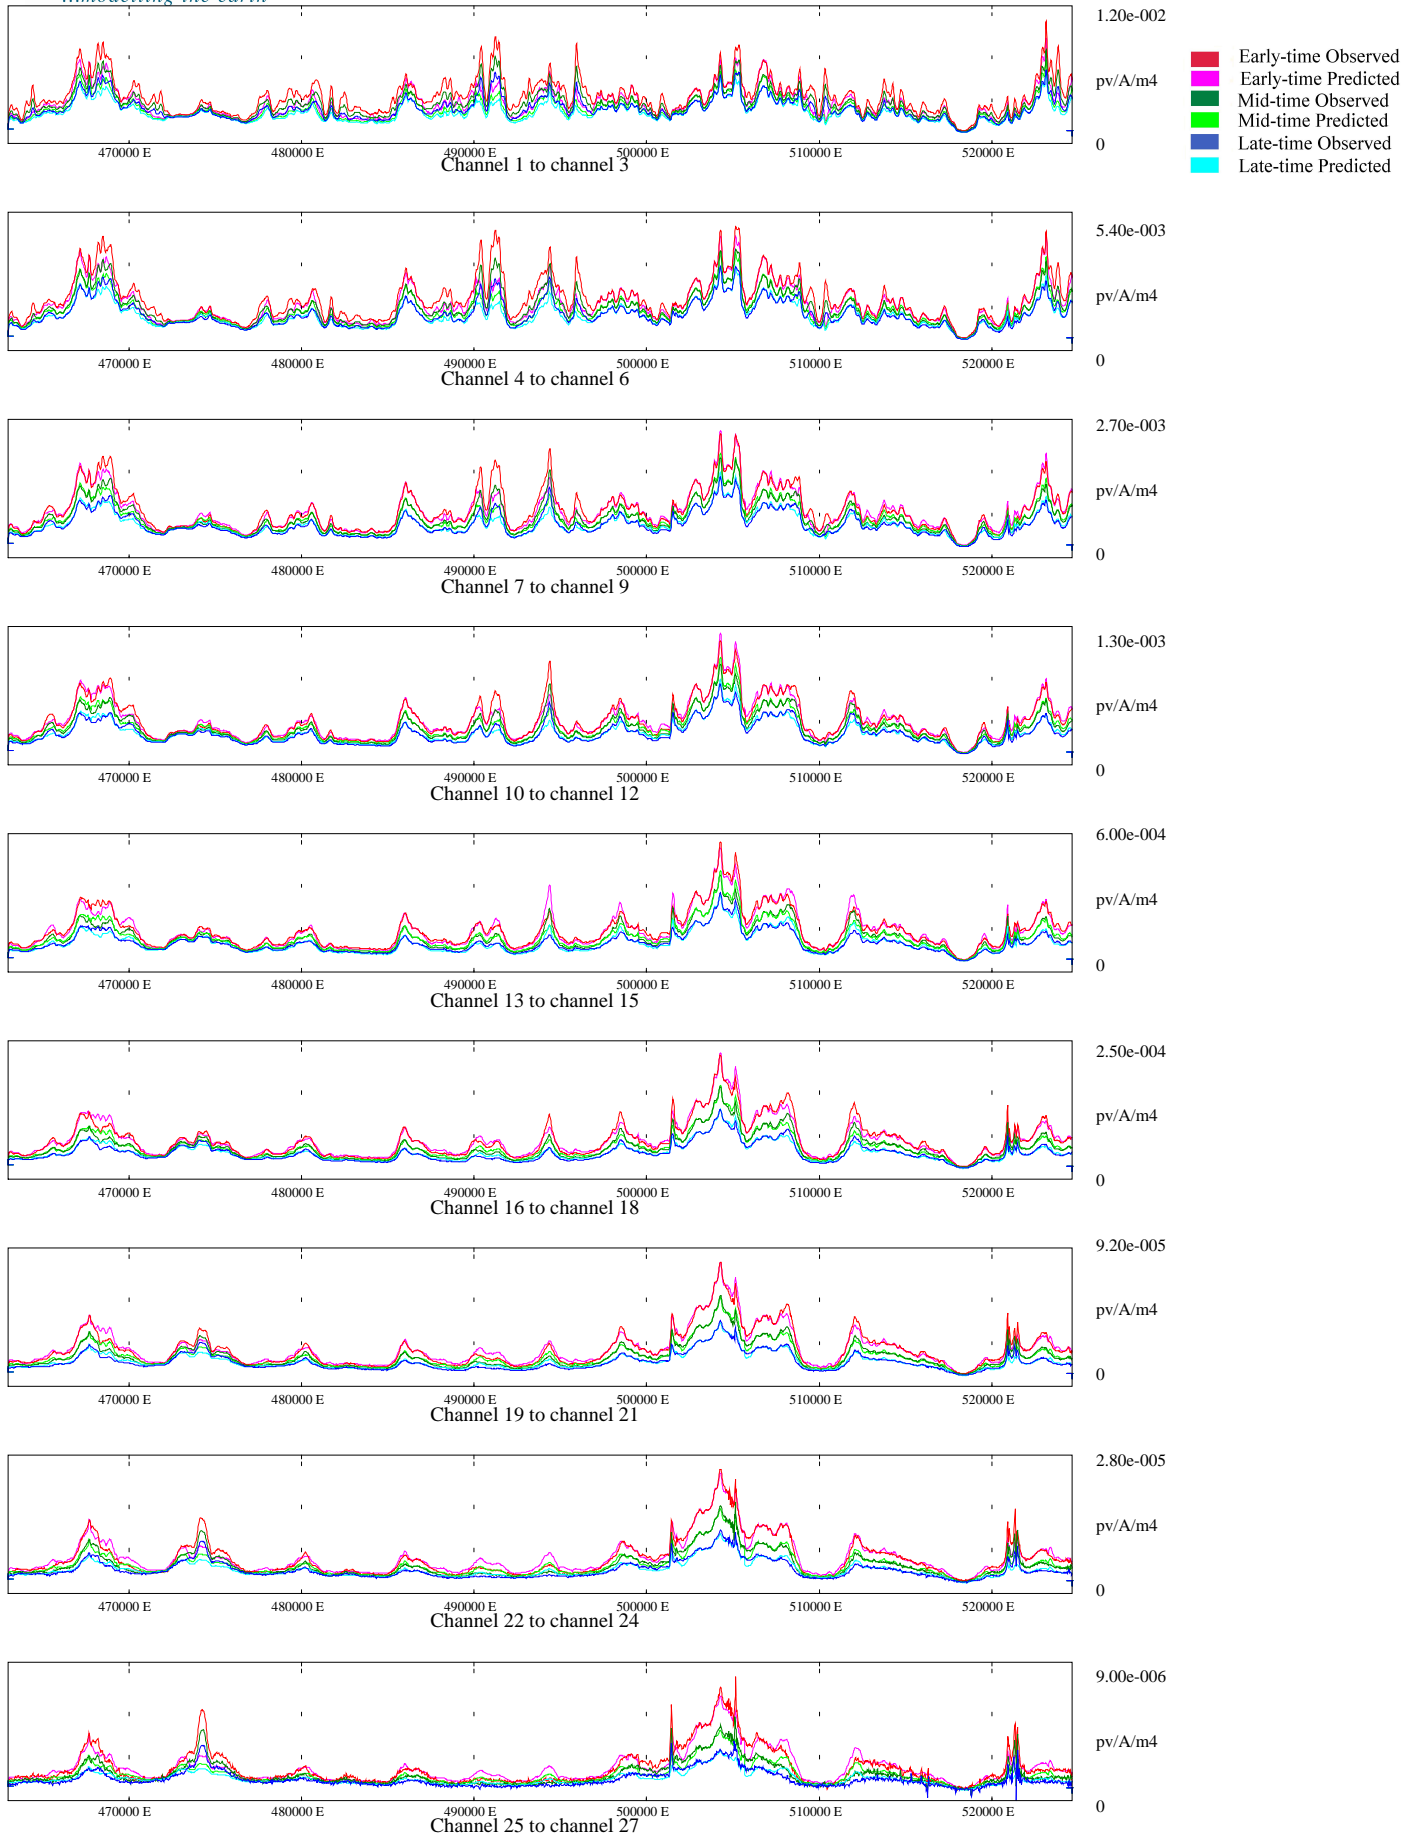 ...modelling the earth
1.20e-002
pv/A/m4
0
470000 E 480000 E 490000 E 500000 E 510000 E 520000 E
Channel 1 to channel 3
Early-time Observed
Early-time Predicted
Mid-time Observed
Mid-time Predicted
Late-time Observed
Late-time Predicted
5.40e-003
pv/A/m4
0
470000 E 480000 E 490000 E 500000 E 510000 E 520000 E
Channel 4 to channel 6
2.70e-003
pv/A/m4
0
470000 E 480000 E 490000 E 500000 E 510000 E 520000 E
Channel 7 to channel 9
1.30e-003
pv/A/m4
0
470000 E 480000 E 490000 E 500000 E 510000 E 520000 E
Channel 10 to channel 12
6.00e-004
pv/A/m4
0
470000 E 480000 E 490000 E 500000 E 510000 E 520000 E
Channel 13 to channel 15
2.50e-004
pv/A/m4
0
470000 E 480000 E 490000 E 500000 E 510000 E 520000 E
Channel 16 to channel 18
9.20e-005
pv/A/m4
0
470000 E 480000 E 490000 E 500000 E 510000 E 520000 E
Channel 19 to channel 21
2.80e-005
pv/A/m4
0
470000 E 480000 E 490000 E 500000 E 510000 E 520000 E
Channel 22 to channel 24
9.00e-006
pv/A/m4
0
470000 E 480000 E 490000 E 500000 E 510000 E 520000 E
Channel 25 to channel 27